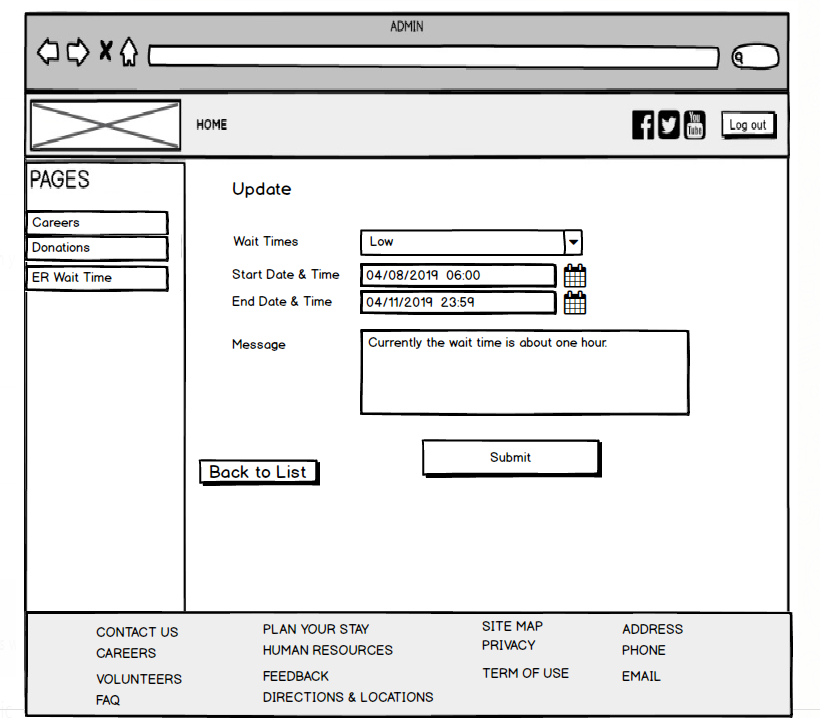 ADMIN
HOME
You
Tube
Log out
PAGES
Careers
Donations
ER Wait Time
Update
Wait Times
Low
Start Date & Time
04/08/2019 06:00
End Date & Time
04/11/2019 23:59
Message
Currently the wait time is about one hour.
Submit
Back to List
CONTACT US
CAREERS
VOLUNTEERS
FAQ
PLAN YOUR STAY
HUMAN RESOURCES
FEEDBACK
DIRECTIONS & LOCATIONS
SITE MAP
PRIVACY
TERM OF USE
ADDRESS
PHONE
EMAIL